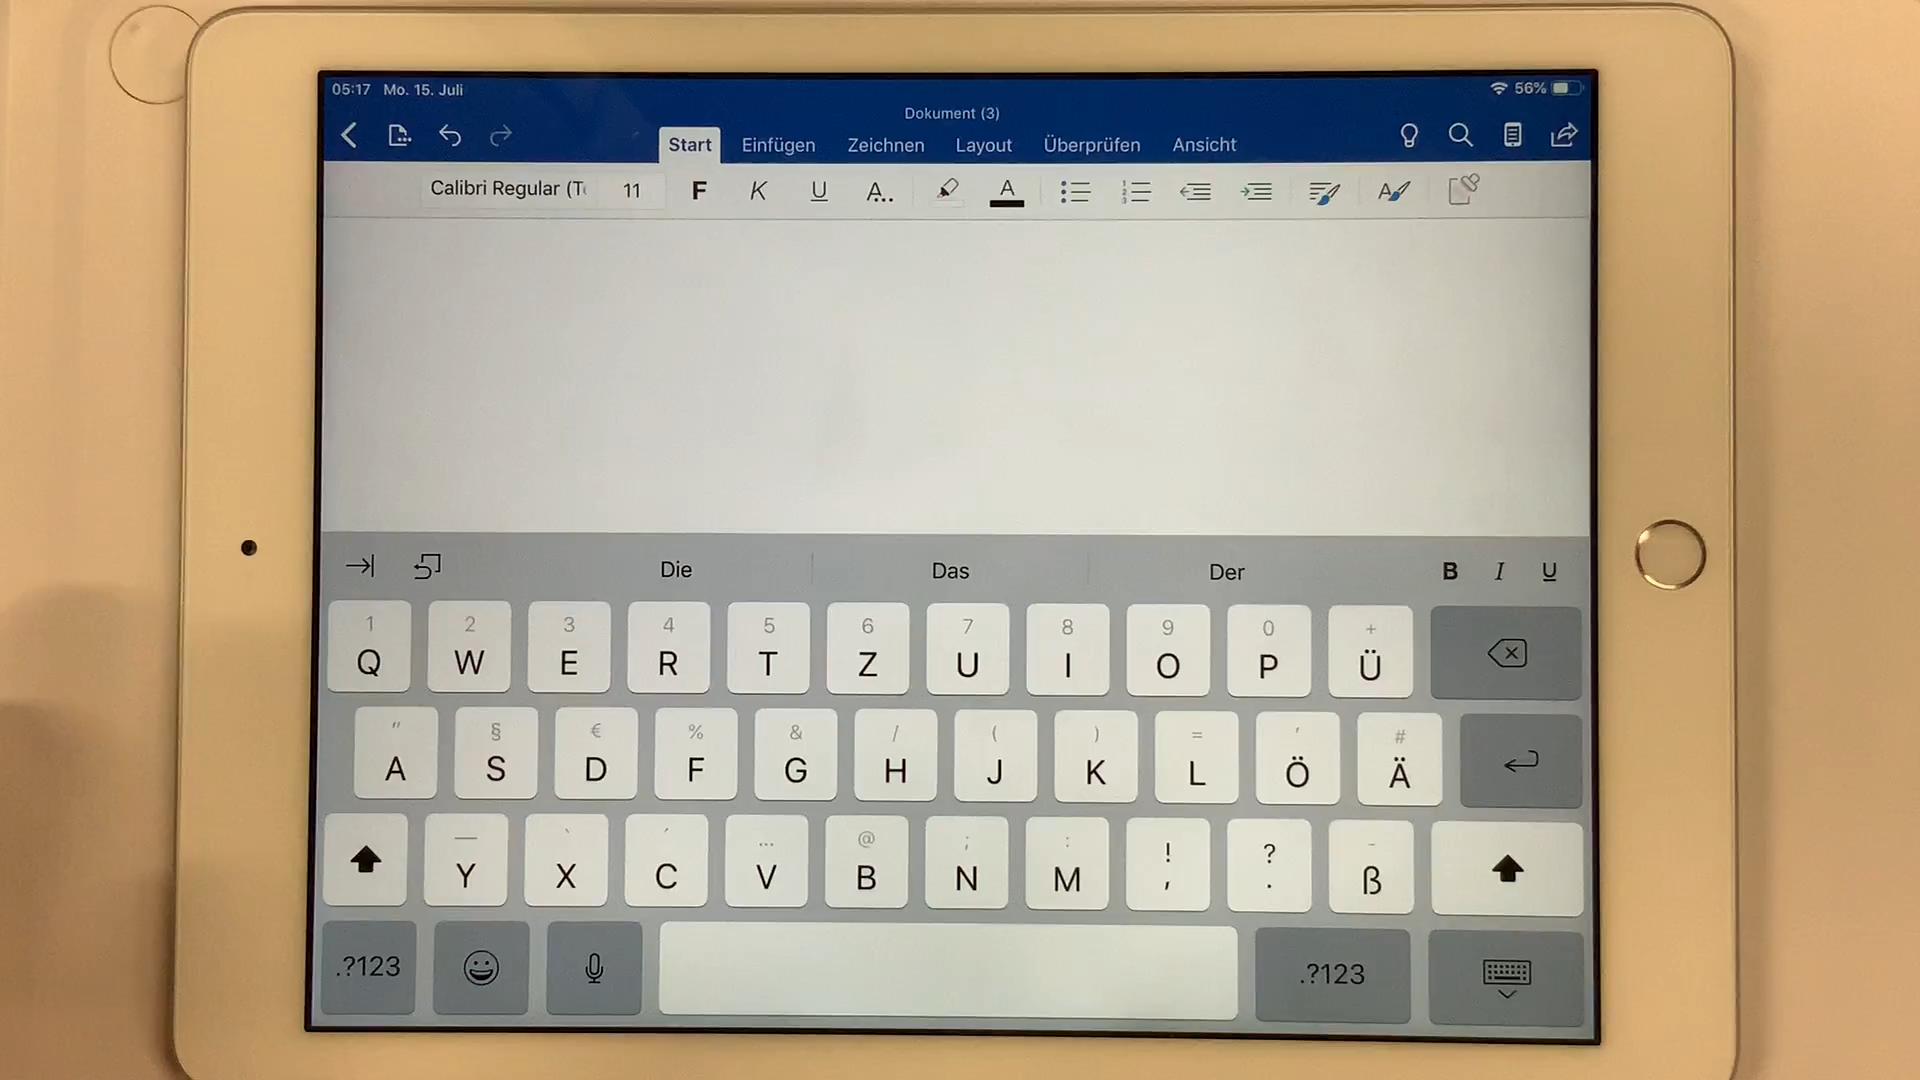 05:17 Mo. 15. Juli 56%
Dokument (3)
Start Einfügen Zeichnen Layout Überprüfen Ansicht
Calibri Regular (T 11 F K U A... A
Die Das Der B I U
1 2 3 4 5 6 7 8 9 0 +
Q W E R T Z U I O P Ü
" § € % & / ( ) = ' #
A S D F G H J K L Ö Ä
— ` ´ ... @ ; : ! ? -
Y X C V B N M , . ß
.?123 .?123